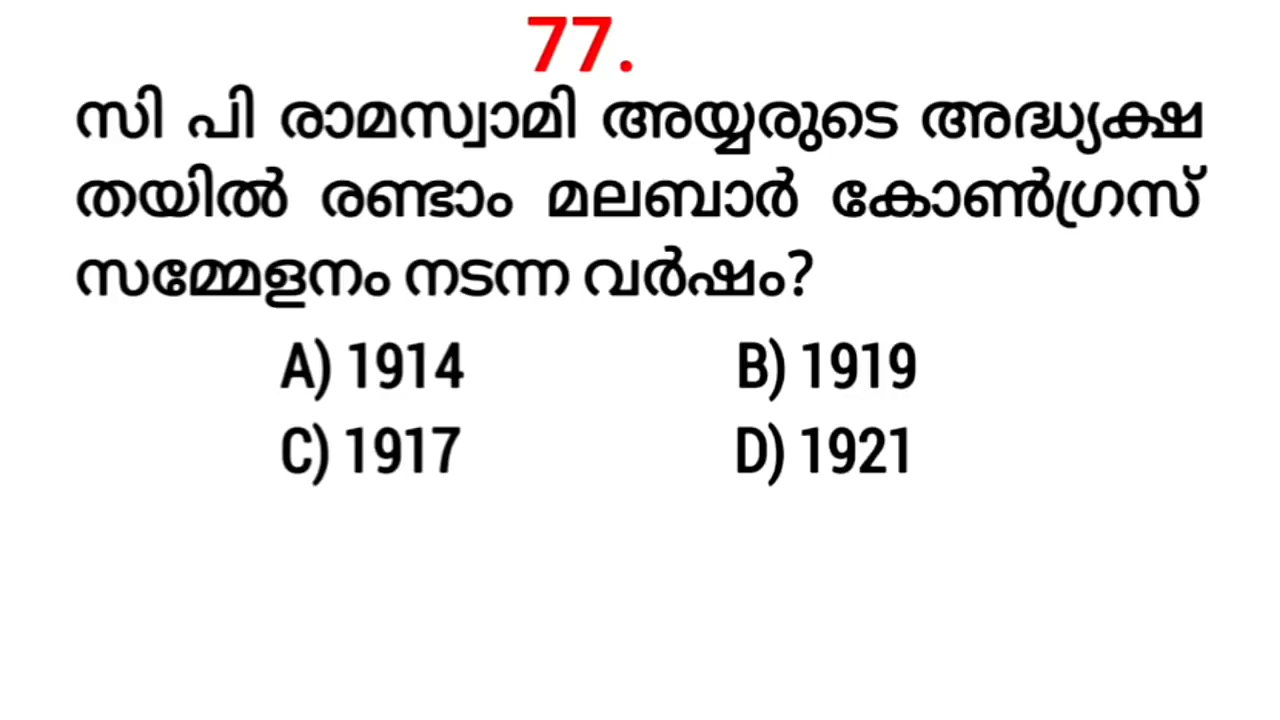 77.
സി പി രാമസ്വാമി അയ്യരുടെ അദ്ധ്യക്ഷ
തയിൽ രണ്ടാം മലബാർ കോൺഗ്രസ്
സമ്മേളനം നടന്ന വർഷം?
A) 1914 B) 1919
C) 1917 D) 1921